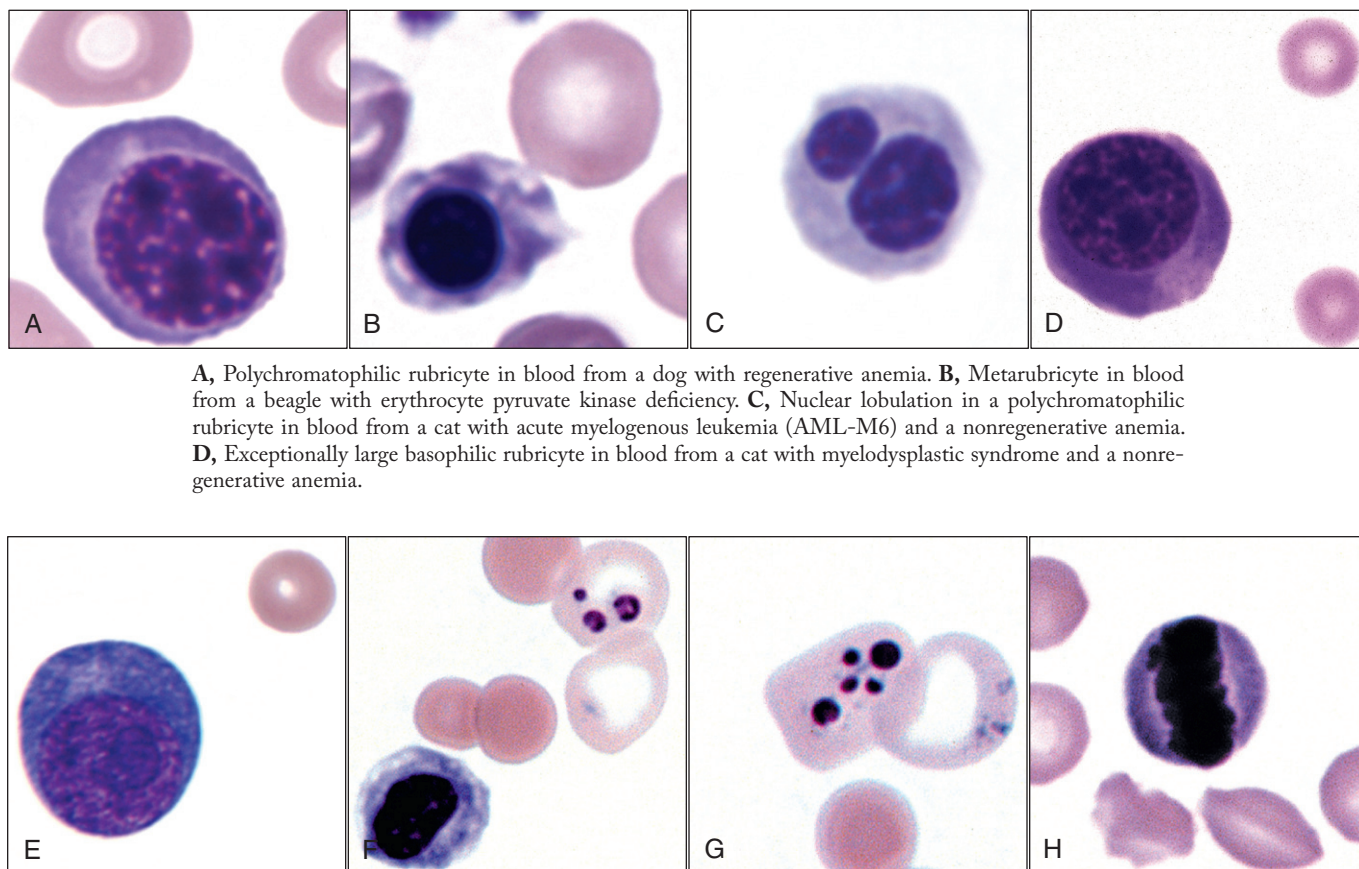 A
B
C
D
A, Polychromatophilic rubricyte in blood from a dog with regenerative anemia. B, Metarubricyte in blood
from a beagle with erythrocyte pyruvate kinase deficiency. C, Nuclear lobulation in a polychromatophilic
rubricyte in blood from a cat with acute myelogenous leukemia (AML-M6) and a nonregenerative anemia.
D, Exceptionally large basophilic rubricyte in blood from a cat with myelodysplastic syndrome and a nonre-
generative anemia.
E
F
G
H